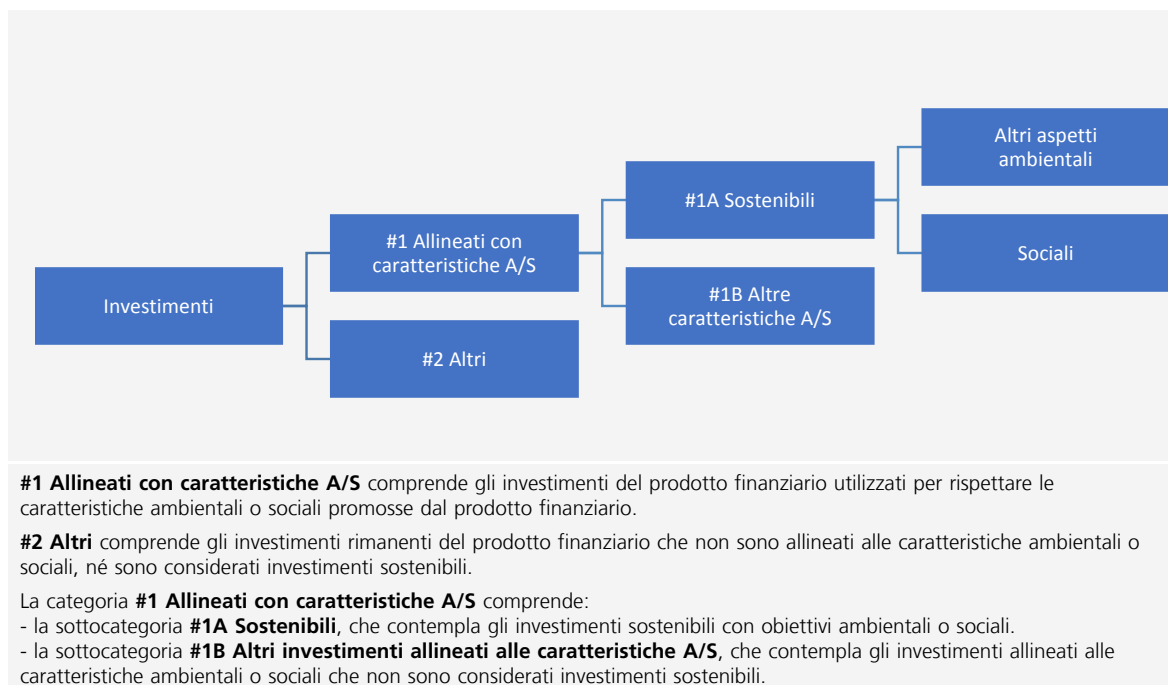 Investimenti
#1 Allineati con
caratteristiche A/S
#2 Altri
#1A Sostenibili
#1B Altre
caratteristiche A/S
Altri aspetti
ambientali
Sociali
#1 Allineati con caratteristiche A/S comprende gli investimenti del prodotto finanziario utilizzati per rispettare le
caratteristiche ambientali o sociali promosse dal prodotto finanziario.
#2 Altri comprende gli investimenti rimanenti del prodotto finanziario che non sono allineati alle caratteristiche ambientali o
sociali, né sono considerati investimenti sostenibili.
La categoria #1 Allineati con caratteristiche A/S comprende:
- la sottocategoria #1A Sostenibili, che contempla gli investimenti sostenibili con obiettivi ambientali o sociali.
- la sottocategoria #1B Altri investimenti allineati alle caratteristiche A/S, che contempla gli investimenti allineati alle
caratteristiche ambientali o sociali che non sono considerati investimenti sostenibili.